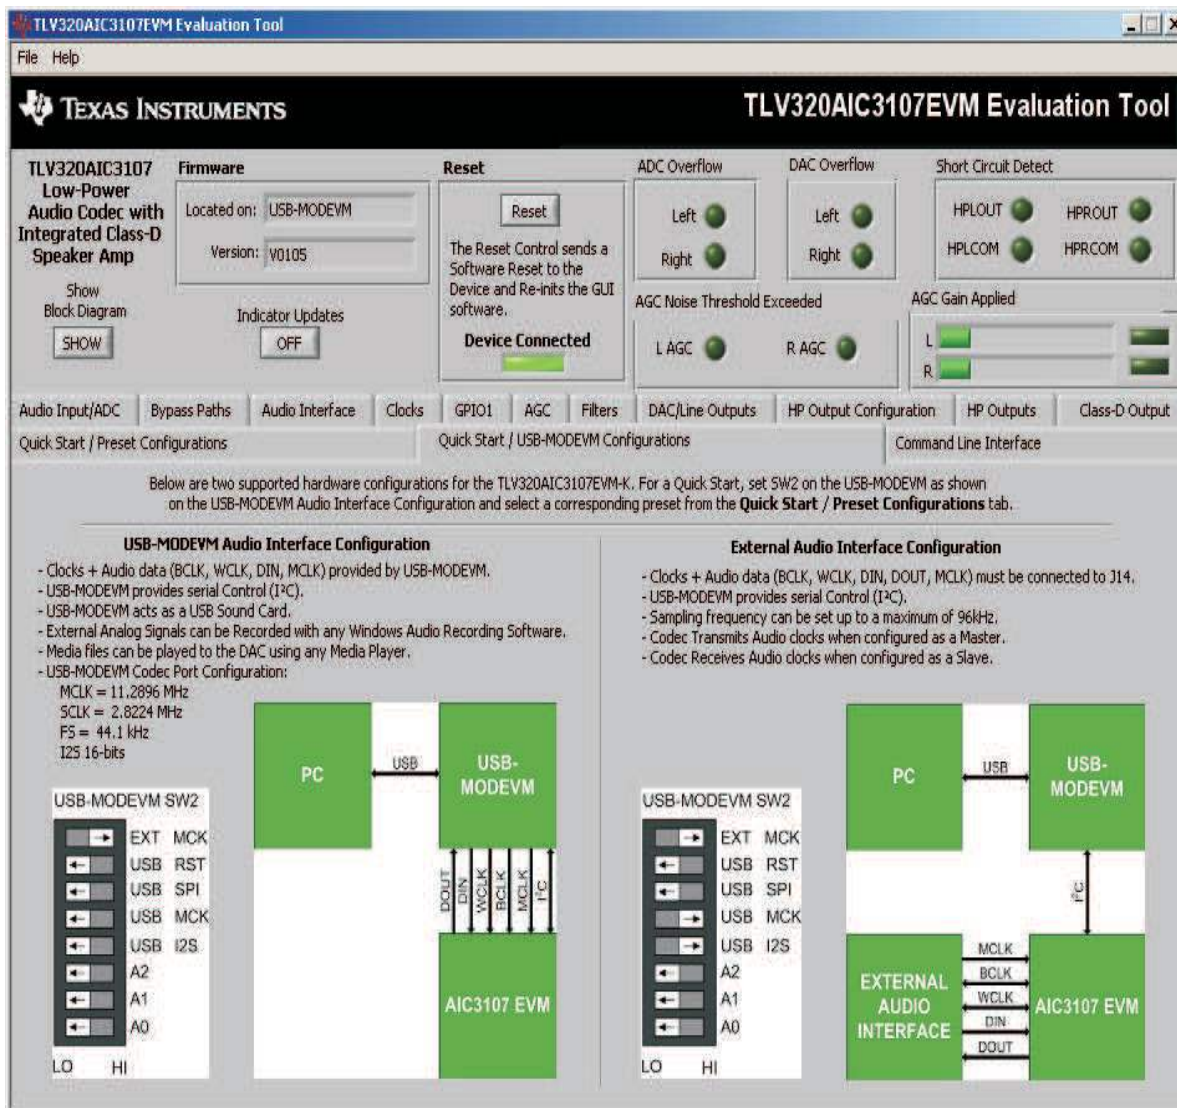 TLV320AIC3107EVM Evaluation Tool
File Help
TEXAS INSTRUMENTS
TLV320AIC3107EVM Evaluation Tool
TLV320AIC3107
Low-Power
Audio Codec with
Integrated Class-D
Speaker Amp
Show
Block Diagram
SHOW
Firmware
Located on: USB-MODEVM
Version: V0105
Indicator Updates
OFF
Reset
Reset
The Reset Control sends a
Software Reset to the
Device and Re-inits the GUI
software.
Device Connected
ADC Overflow
Left
Right
DAC Overflow
Left
Right
Short Circuit Detect
HPLOUT HPROUT
HPLCOM HPRCOM
AGC Noise Threshold Exceeded
L AGC R AGC
AGC Gain Applied
L
R
Audio Input/ADC Bypass Paths Audio Interface Clocks GPIO1 AGC Filters DAC/Line Outputs HP Output Configuration HP Outputs Class-D Output
Quick Start / Preset Configurations Quick Start / USB-MODEVM Configurations Command Line Interface
Below are two supported hardware configurations for the TLV320AIC3107EVM-K. For a Quick Start, set SW2 on the USB-MODEVM as shown
on the USB-MODEVM Audio Interface Configuration and select a corresponding preset from the Quick Start / Preset Configurations tab.
USB-MODEVM Audio Interface Configuration
- Clocks + Audio data (BCLK, WCLK, DIN, MCLK) provided by USB-MODEVM.
- USB-MODEVM provides serial Control (I²C).
- USB-MODEVM acts as a USB Sound Card.
- External Analog Signals can be Recorded with any Windows Audio Recording Software.
- Media files can be played to the DAC using any Media Player.
- USB-MODEVM Codec Port Configuration:
MCLK = 11.2896 MHz
SCLK = 2.8224 MHz
FS = 44.1 kHz
I2S 16-bits
USB-MODEVM SW2
EXT MCK
USB RST
USB SPI
USB MCK
USB I2S
A2
A1
A0
LO HI
PC
USB
USB-
MODEVM
DOUT
DIN
WCLK
BCLK
MCLK
I²C
AIC3107 EVM
External Audio Interface Configuration
- Clocks + Audio data (BCLK, WCLK, DIN, DOUT, MCLK) must be connected to J14.
- USB-MODEVM provides serial Control (I²C).
- Sampling frequency can be set up to a maximum of 96kHz.
- Codec Transmits Audio clocks when configured as a Master.
- Codec Receives Audio clocks when configured as a Slave.
USB-MODEVM SW2
EXT MCK
USB RST
USB SPI
USB MCK
USB I2S
A2
A1
A0
LO HI
PC
USB
USB-
MODEVM
I²C
EXTERNAL
AUDIO
INTERFACE
MCLK
BCLK
WCLK
DIN
DOUT
AIC3107 EVM